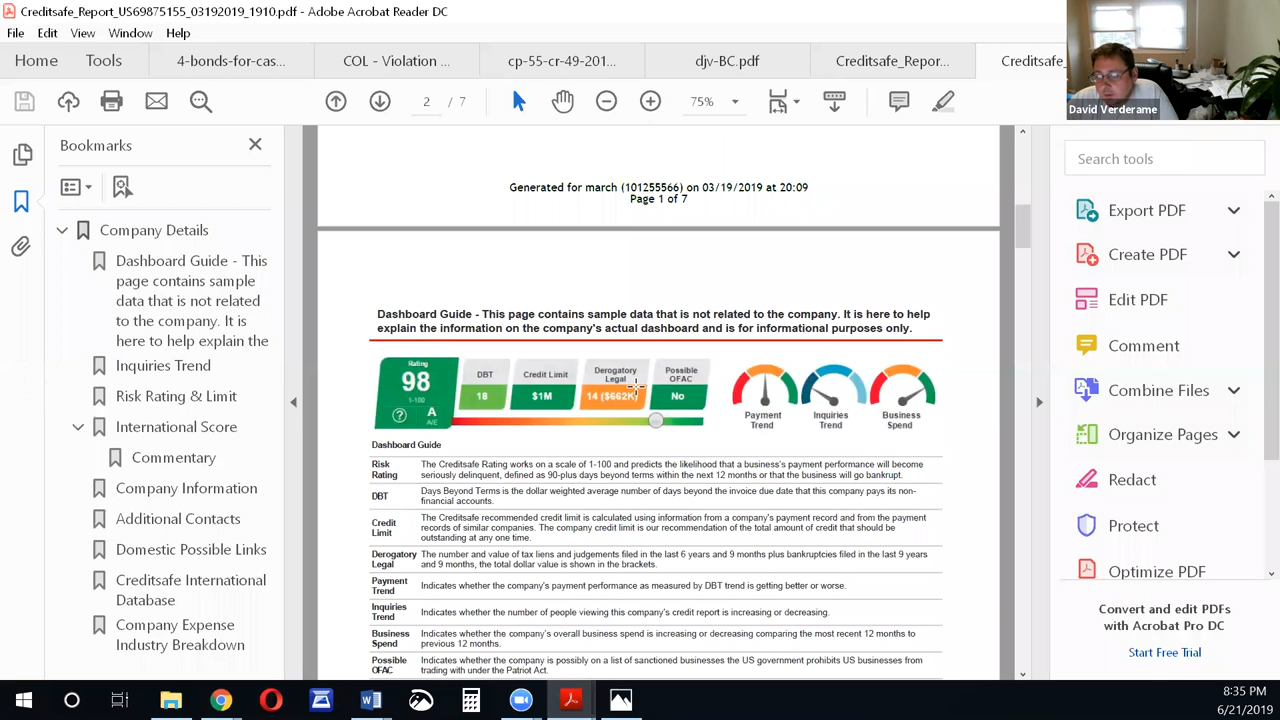 Creditsafe_Report_US69875155_03192019_1910.pdf - Adobe Acrobat Reader DC
File Edit View Window Help
Home Tools 4-bonds-for-cas... COL - Violation ... cp-55-cr-49-201... djv-BC.pdf Creditsafe_Repor... Creditsafe_
David Verderame
2 / 7 75%
Bookmarks
Company Details
Dashboard Guide - This
page contains sample
data that is not related
to the company. It is
here to help explain the
Inquiries Trend
Risk Rating & Limit
International Score
Commentary
Company Information
Additional Contacts
Domestic Possible Links
Creditsafe International
Database
Company Expense
Industry Breakdown
Generated for march (101255566) on 03/19/2019 at 20:09
Page 1 of 7
Dashboard Guide - This page contains sample data that is not related to the company. It is here to help
explain the information on the company's actual dashboard and is for informational purposes only.
Rating
98
1-100
A
A/E
DBT
18
Credit Limit
$1M
Derogatory
Legal
14 ($662K)
Possible
OFAC
No
Payment
Trend
Inquiries
Trend
Business
Spend
Dashboard Guide
Risk
Rating
The Creditsafe Rating works on a scale of 1-100 and predicts the likelihood that a business's payment performance will become
seriously delinquent, defined as 90-plus days beyond terms within the next 12 months or that the business will go bankrupt.
DBT
Days Beyond Terms is the dollar weighted average number of days beyond the invoice due date that this company pays its non-
financial accounts.
Credit
Limit
The Creditsafe recommended credit limit is calculated using information from a company's payment record and from the payment
records of similar companies. The company credit limit is our recommendation of the total amount of credit that should be
outstanding at any one time.
Derogatory
Legal
The number and value of tax liens and judgements filed in the last 6 years and 9 months plus bankruptcies filed in the last 9 years
and 9 months, the total dollar value is shown in the brackets.
Payment
Trend
Indicates whether the company's payment performance as measured by DBT trend is getting better or worse.
Inquiries
Trend
Indicates whether the number of people viewing this company's credit report is increasing or decreasing.
Business
Spend
Indicates whether the company's overall business spend is increasing or decreasing comparing the most recent 12 months to
previous 12 months.
Possible
OFAC
Indicates whether the company is possibly on a list of sanctioned businesses the US government prohibits US businesses from
trading with under the Patriot Act.
Search tools
Export PDF
Create PDF
Edit PDF
Comment
Combine Files
Organize Pages
Redact
Protect
Optimize PDF
Convert and edit PDFs
with Acrobat Pro DC
Start Free Trial
8:35 PM
6/21/2019